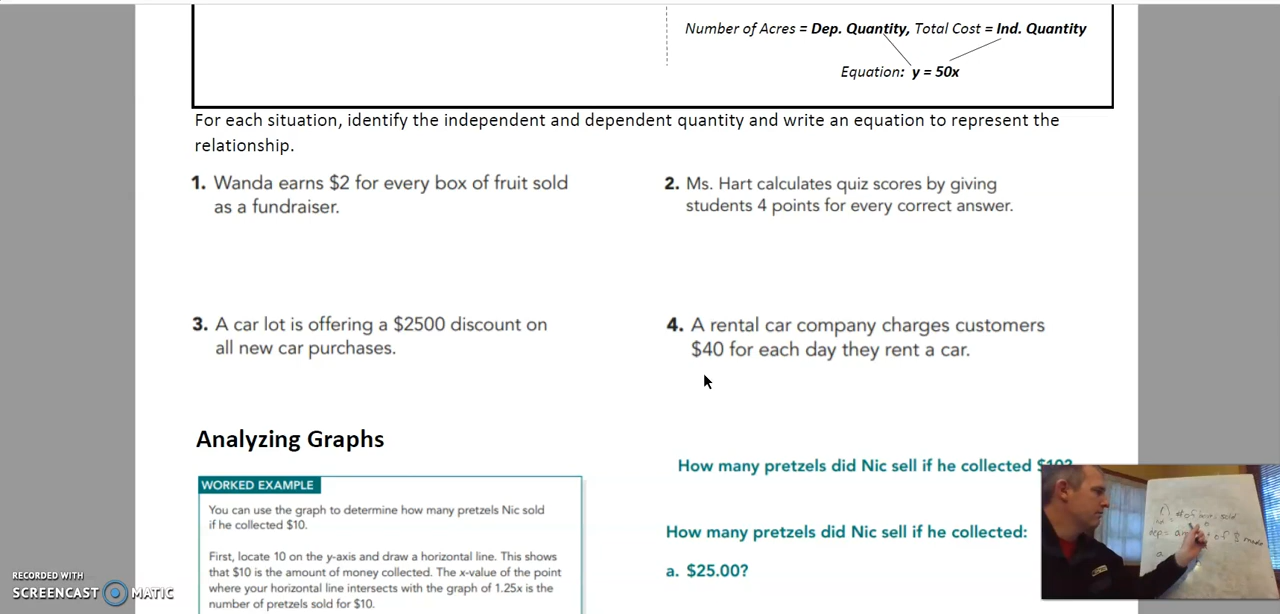 Number of Acres = Dep. Quantity, Total Cost = Ind. Quantity
Equation: y = 50x
For each situation, identify the independent and dependent quantity and write an equation to represent the
relationship.
1. Wanda earns $2 for every box of fruit sold
as a fundraiser.
2. Ms. Hart calculates quiz scores by giving
students 4 points for every correct answer.
3. A car lot is offering a $2500 discount on
all new car purchases.
4. A rental car company charges customers
$40 for each day they rent a car.
Analyzing Graphs
WORKED EXAMPLE
You can use the graph to determine how many pretzels Nic sold
if he collected $10.
First, locate 10 on the y-axis and draw a horizontal line. This shows
that $10 is the amount of money collected. The x-value of the point
where your horizontal line intersects with the graph of 1.25x is the
number of pretzels sold for $10.
How many pretzels did Nic sell if he collected $10?
How many pretzels did Nic sell if he collected:
a. $25.00?
# of sold
dep= of $ made
RECORDED WITH
SCREENCAST MATIC